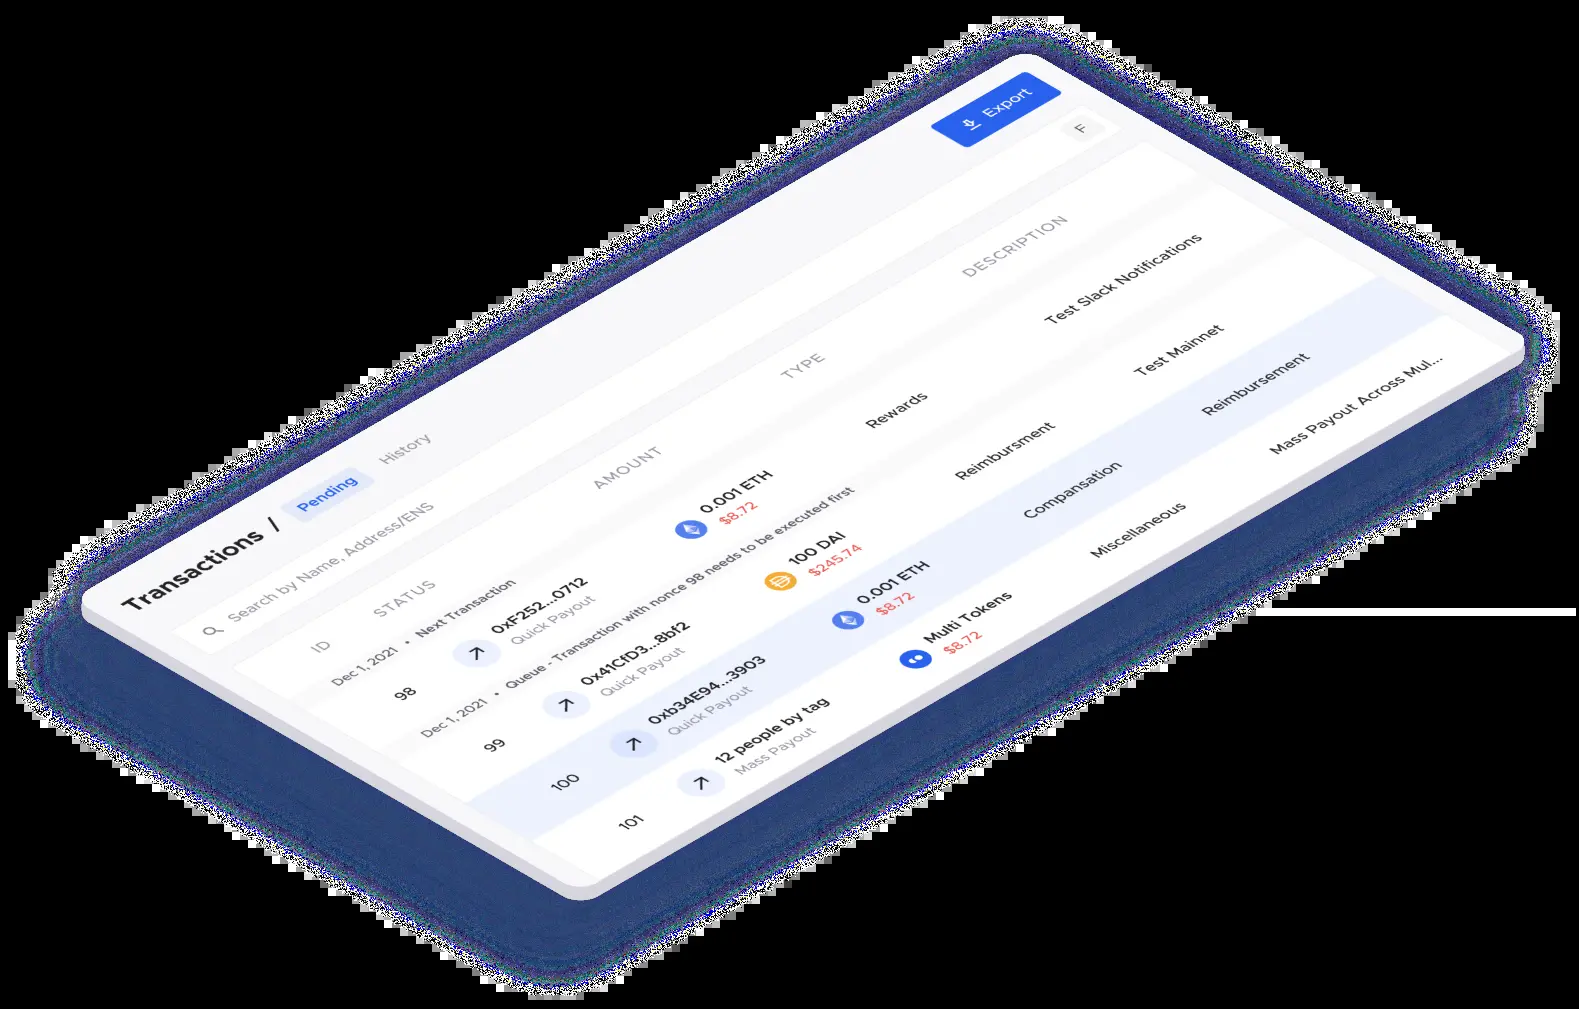 Transactions / Pending History
Export
Search by Name, Address/ENS
F
ID STATUS AMOUNT TYPE DESCRIPTION
Dec 1, 2021 • Next Transaction
98 0xF252...0712 0.001 ETH Rewards Test Slack Notifications
Quick Payout $8.72
Dec 1, 2021 • Queue - Transaction with nonce 98 needs to be executed first
99 0x41CfD3...8bf2 100 DAI Reimbursment Test Mainnet
Quick Payout $245.74
100 0xb34E94...3903 0.001 ETH Compansation Reimbursement
Quick Payout $8.72
101 12 people by tag Multi Tokens Miscellaneous Mass Payout Across Mul...
Mass Payout $8.72